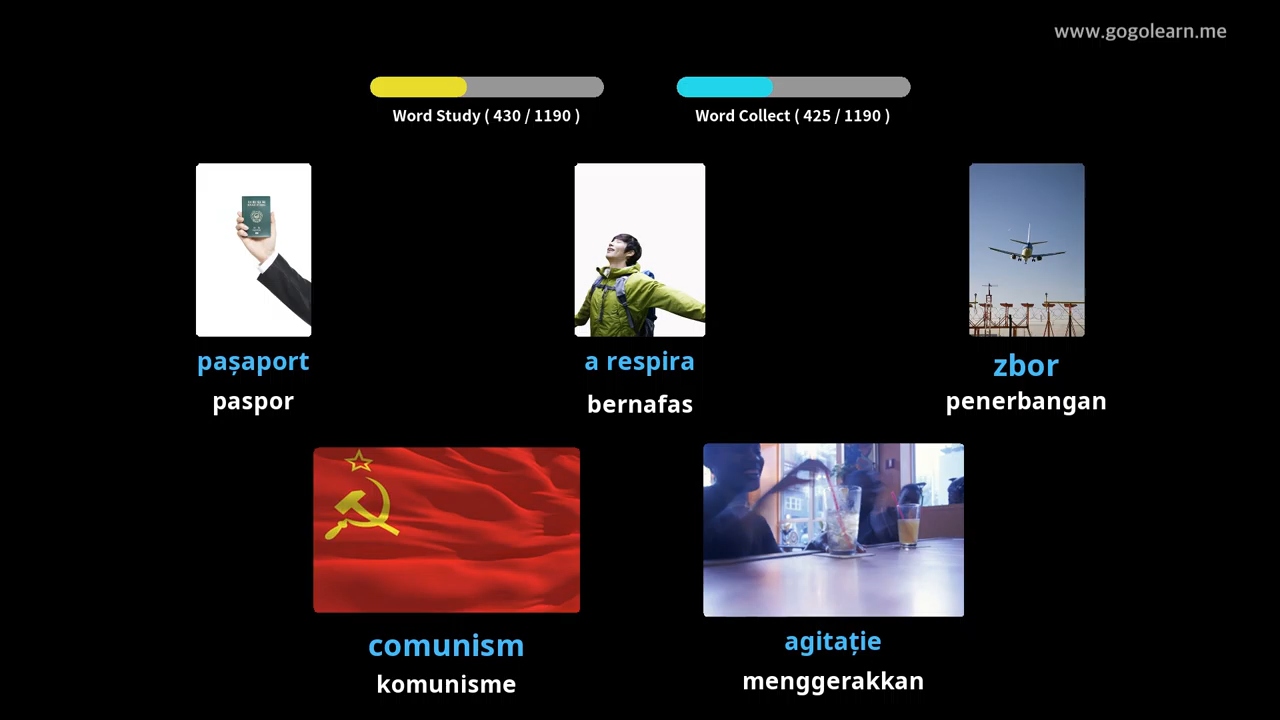 www.gogolearn.me
Word Study ( 430 / 1190 )
Word Collect ( 425 / 1190 )
pașaport
paspor
a respira
bernafas
zbor
penerbangan
comunism
komunisme
agitație
menggerakkan